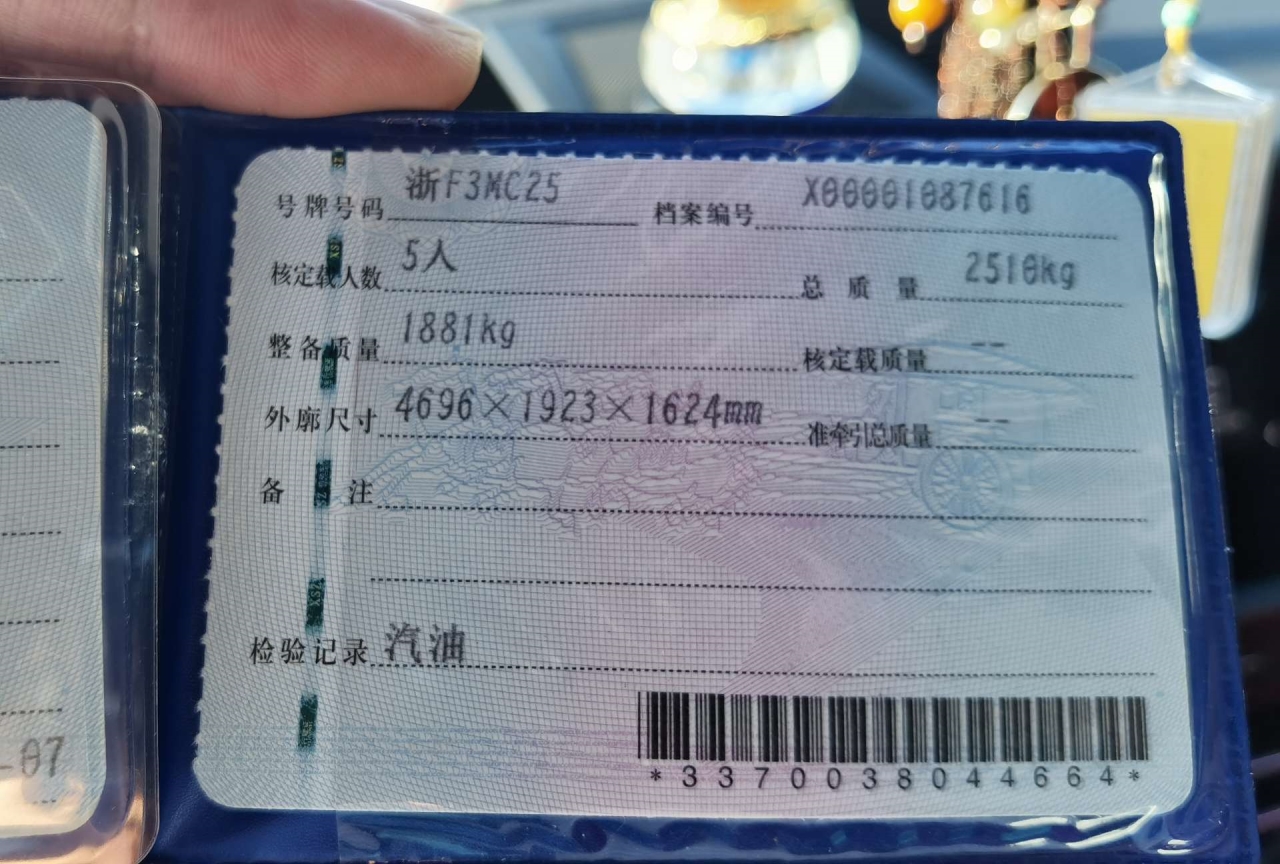 号牌号码 浙F3MC25 档案编号 X00001087616
核定载人数 5人 总质量 2510kg
整备质量 1881kg 核定载质量 --
外廓尺寸 4696×1923×1624mm 准牵引总质量 --
备注
检验记录 汽油
*3370038044664*
-07